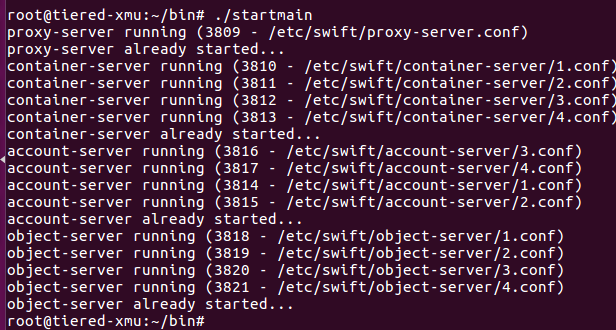 root@tiered-xmu:~/bin# ./startmain
proxy-server running (3809 - /etc/swift/proxy-server.conf)
proxy-server already started...
container-server running (3810 - /etc/swift/container-server/1.conf)
container-server running (3811 - /etc/swift/container-server/2.conf)
container-server running (3812 - /etc/swift/container-server/3.conf)
container-server running (3813 - /etc/swift/container-server/4.conf)
container-server already started...
account-server running (3816 - /etc/swift/account-server/3.conf)
account-server running (3817 - /etc/swift/account-server/4.conf)
account-server running (3814 - /etc/swift/account-server/1.conf)
account-server running (3815 - /etc/swift/account-server/2.conf)
account-server already started...
object-server running (3818 - /etc/swift/object-server/1.conf)
object-server running (3819 - /etc/swift/object-server/2.conf)
object-server running (3820 - /etc/swift/object-server/3.conf)
object-server running (3821 - /etc/swift/object-server/4.conf)
object-server already started...
root@tiered-xmu:~/bin#